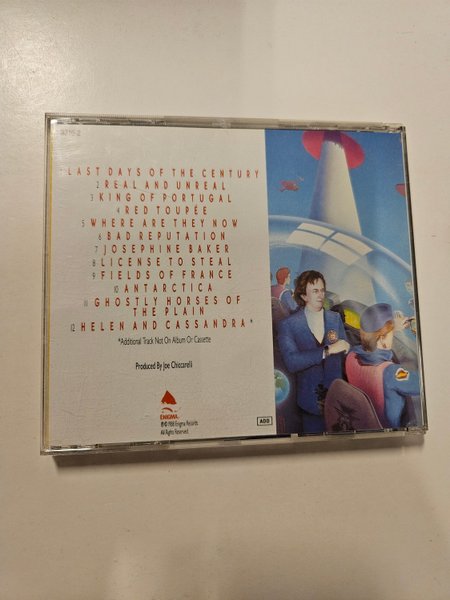 1 LAST DAYS OF THE CENTURY
2 REAL AND UNREAL
3 KING OF PORTUGAL
4 RED TOUPÉE
5 WHERE ARE THEY NOW
6 BAD REPUTATION
7 JOSEPHINE BAKER
8 LICENSE TO STEAL
9 FIELDS OF FRANCE
10 ANTARCTICA
11 GHOSTLY HORSES OF
THE PLAIN
12 HELEN AND CASSANDRA*
*Additional Track Not On Album Or Cassette
Produced By Joe Chiccarelli
ENIGMA
℗© 1988 Enigma Records
All Rights Reserved
ADD